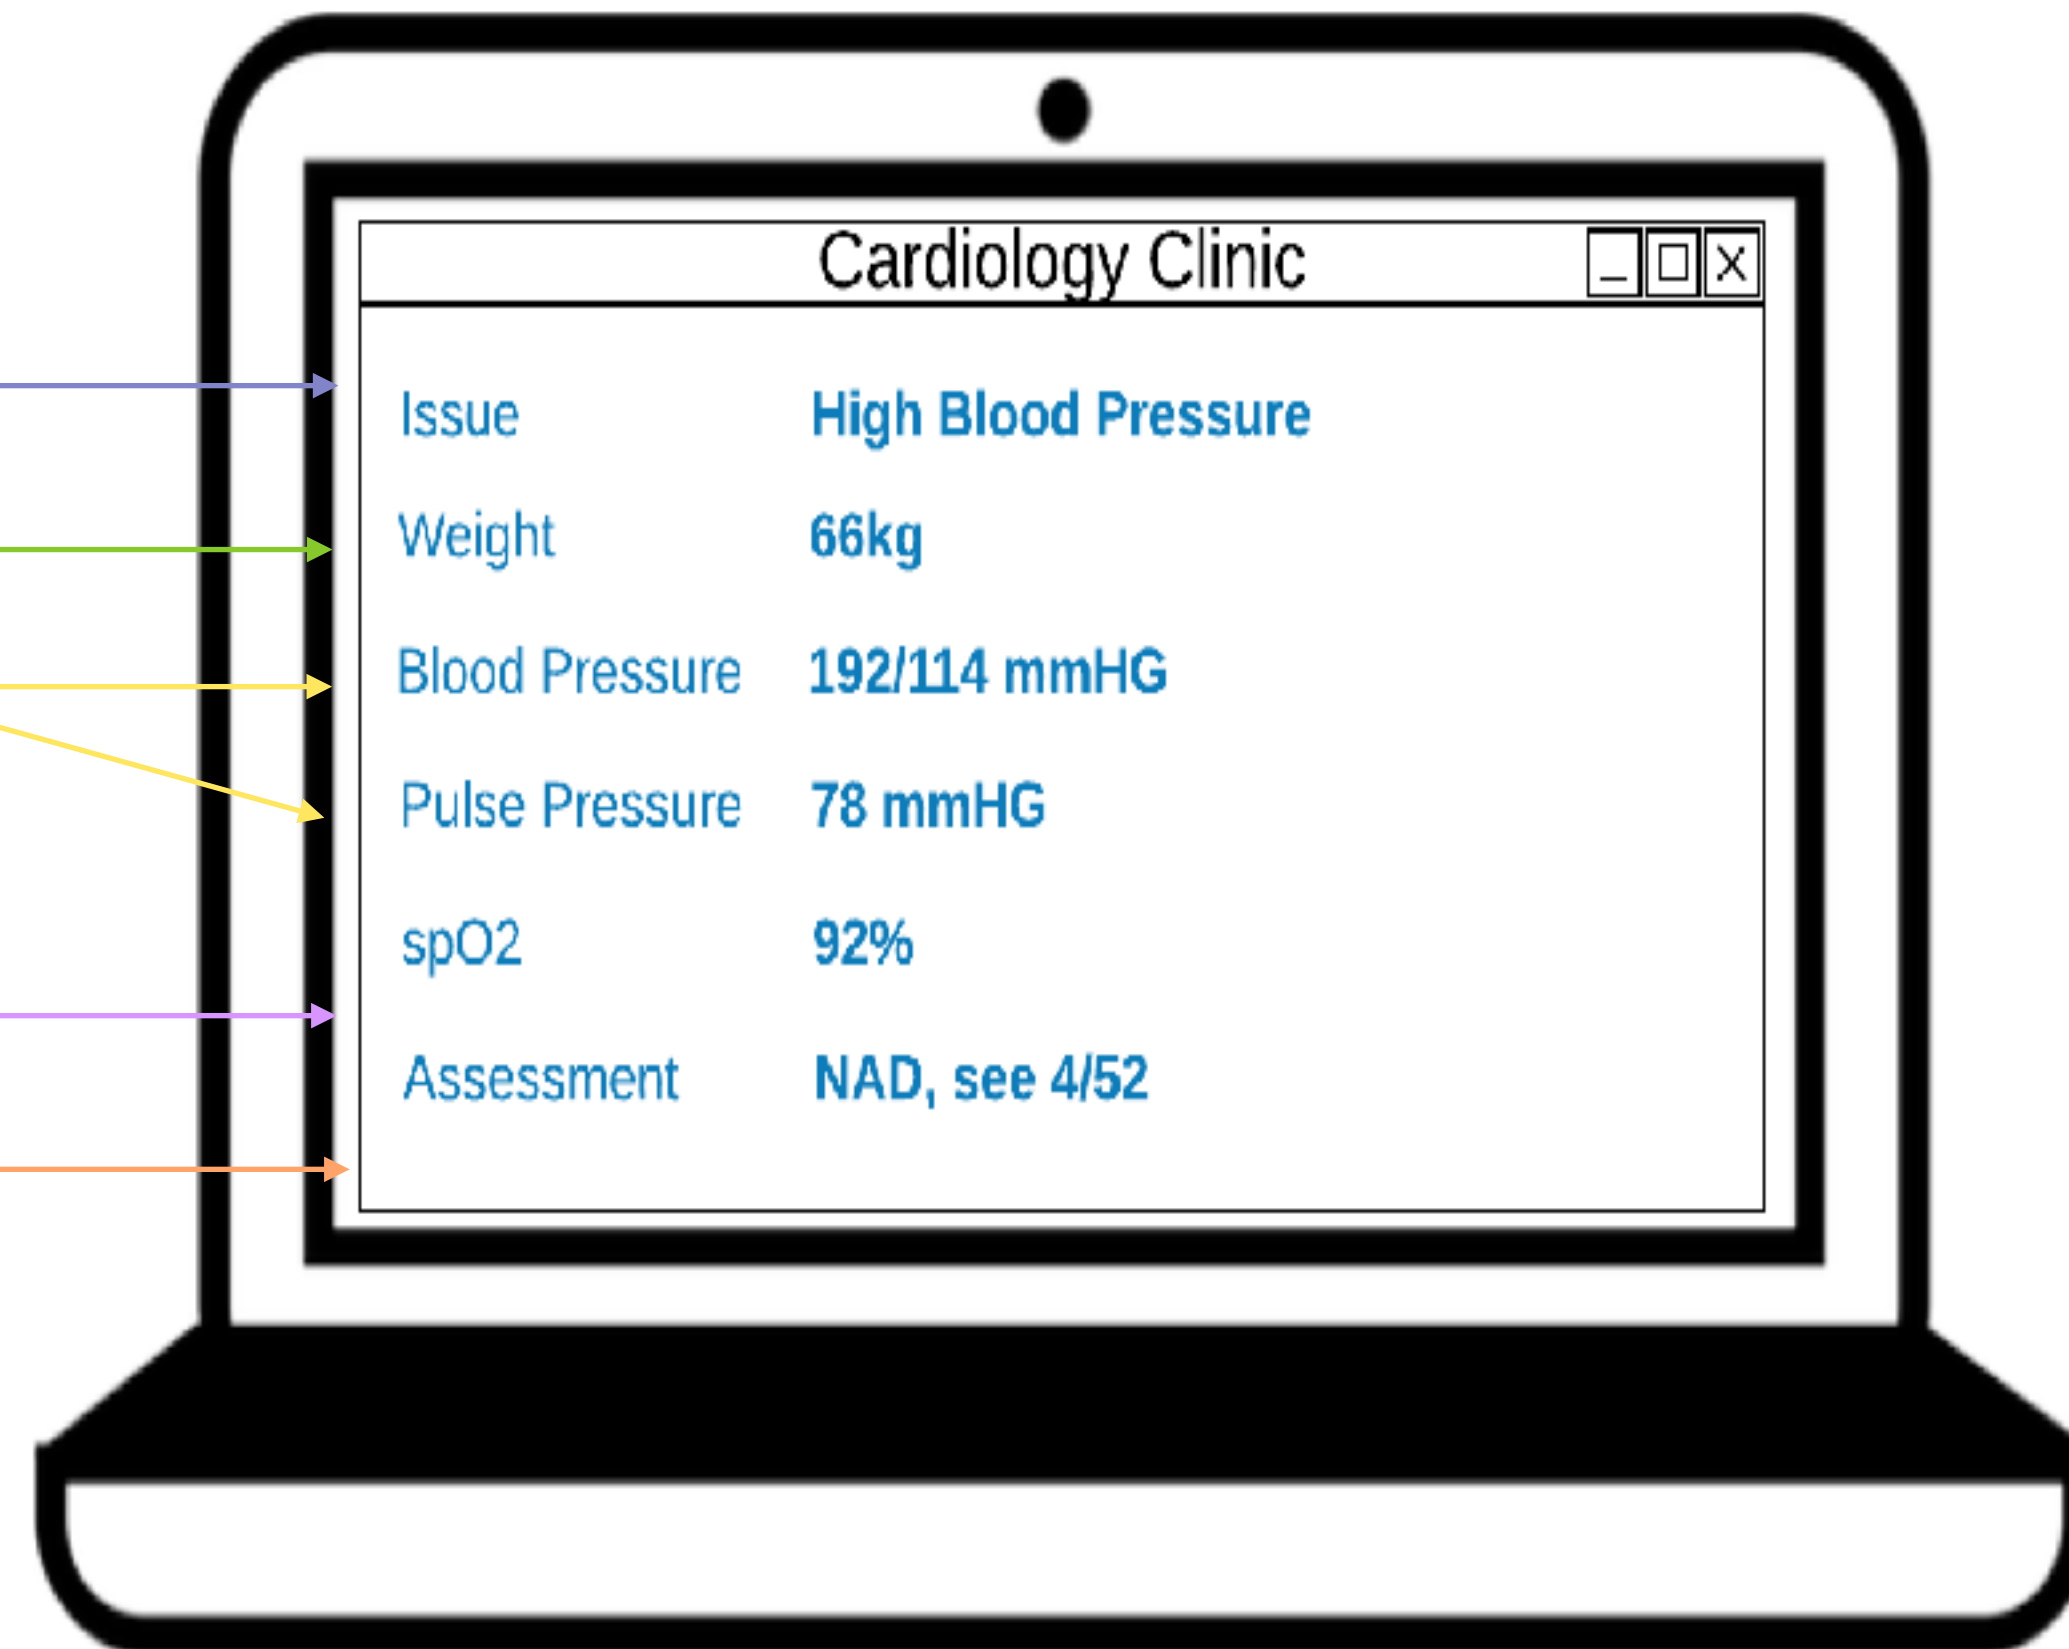 Cardiology Clinic
Issue High Blood Pressure
Weight 66kg
Blood Pressure 192/114 mmHG
Pulse Pressure 78 mmHG
spO2 92%
Assessment NAD, see 4/52